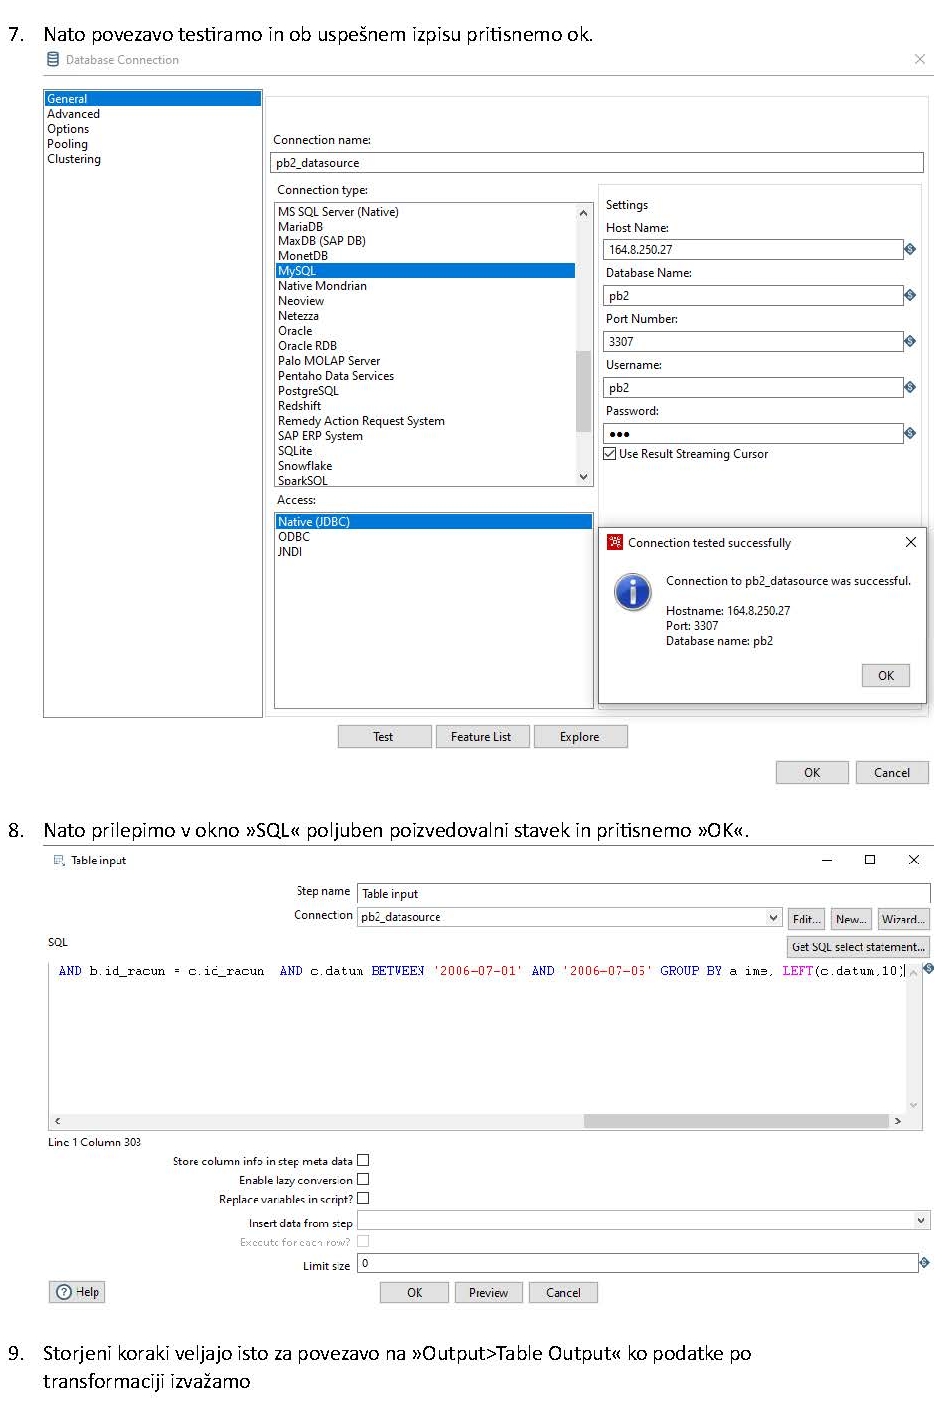 7. Nato povezavo testiramo in ob uspešnem izpisu pritisnemo ok.
Database Connection
General
Advanced
Options
Pooling
Clustering
Connection name:
pb2_datasource
Connection type:
MS SQL Server (Native)
MariaDB
MaxDB (SAP DB)
MonetDB
MySQL
Native Mondrian
Neoview
Netezza
Oracle
Oracle RDB
Palo MOLAP Server
Pentaho Data Services
PostgreSQL
Redshift
Remedy Action Request System
SAP ERP System
SQLite
Snowflake
SparkSQL
Access:
Native (JDBC)
ODBC
JNDI
Settings
Host Name:
164.8.250.27
Database Name:
pb2
Port Number:
3307
Username:
pb2
Password:
●●●
Use Result Streaming Cursor
Connection tested successfully
Connection to pb2_datasource was successful.
Hostname: 164.8.250.27
Port: 3307
Database name: pb2
OK
Test Feature List Explore
OK Cancel
8. Nato prilepimo v okno »SQL« poljuben poizvedovalni stavek in pritisnemo »OK«.
Table input
Step name Table input
Connection pb2_datasource Edit... New... Wizard...
SQL Get SQL select statement...
AND b.id_racun = c.id_racun AND c.datum BETWEEN '2006-07-01' AND '2006-07-05' GROUP BY a ime, LEFT(c.datum,10)
Line 1 Column 303
Store column info in step meta data
Enable lazy conversion
Replace variables in script?
Insert data from step
Execute for each row?
Limit size 0
Help OK Preview Cancel
9. Storjeni koraki veljajo isto za povezavo na »Output>Table Output« ko podatke po
transformaciji izvažamo